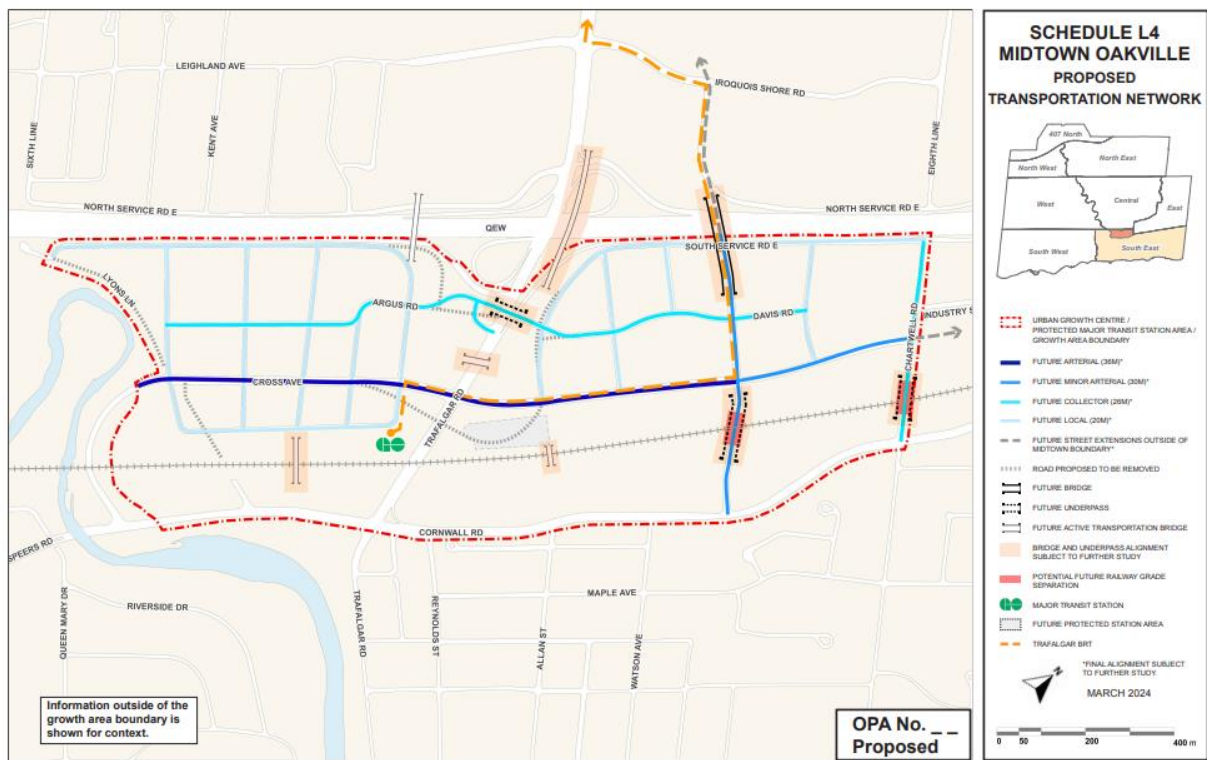 LEIGHLAND AVE
SIXTH LINE
KENT AVE
IROQUOIS SHORE RD
EIGHTH LINE
NORTH SERVICE RD E
NORTH SERVICE RD E
QEW
SOUTH SERVICE RD E
LYONS LN
ARGUS RD
DAVIS RD
INDUSTRY S
CHARTWELL RD
CROSS AVE
TRAFALGAR RD
GO
CORNWALL RD
SPEERS RD
QUEEN MARY DR
RIVERSIDE DR
TRAFALGAR RD
REYNOLDS ST
ALLAN ST
MAPLE AVE
WATSON AVE
Information outside of the
growth area boundary is
shown for context.
OPA No. _ _
Proposed
SCHEDULE L4
MIDTOWN OAKVILLE
PROPOSED
TRANSPORTATION NETWORK
407 North
North West
North East
West
Central
East
South West
South East
URBAN GROWTH CENTRE /
PROTECTED MAJOR TRANSIT STATION AREA /
GROWTH AREA BOUNDARY
FUTURE ARTERIAL (36M)*
FUTURE MINOR ARTERIAL (30M)*
FUTURE COLLECTOR (26M)*
FUTURE LOCAL (20M)*
FUTURE STREET EXTENSIONS OUTSIDE OF
MIDTOWN BOUNDARY*
ROAD PROPOSED TO BE REMOVED
FUTURE BRIDGE
FUTURE UNDERPASS
FUTURE ACTIVE TRANSPORTATION BRIDGE
BRIDGE AND UNDERPASS ALIGNMENT
SUBJECT TO FURTHER STUDY
POTENTIAL FUTURE RAILWAY GRADE
SEPARATION
GO MAJOR TRANSIT STATION
FUTURE PROTECTED STATION AREA
TRAFALGAR BRT
*FINAL ALIGNMENT SUBJECT
TO FURTHER STUDY
N
MARCH 2024
0 50 200 400 m